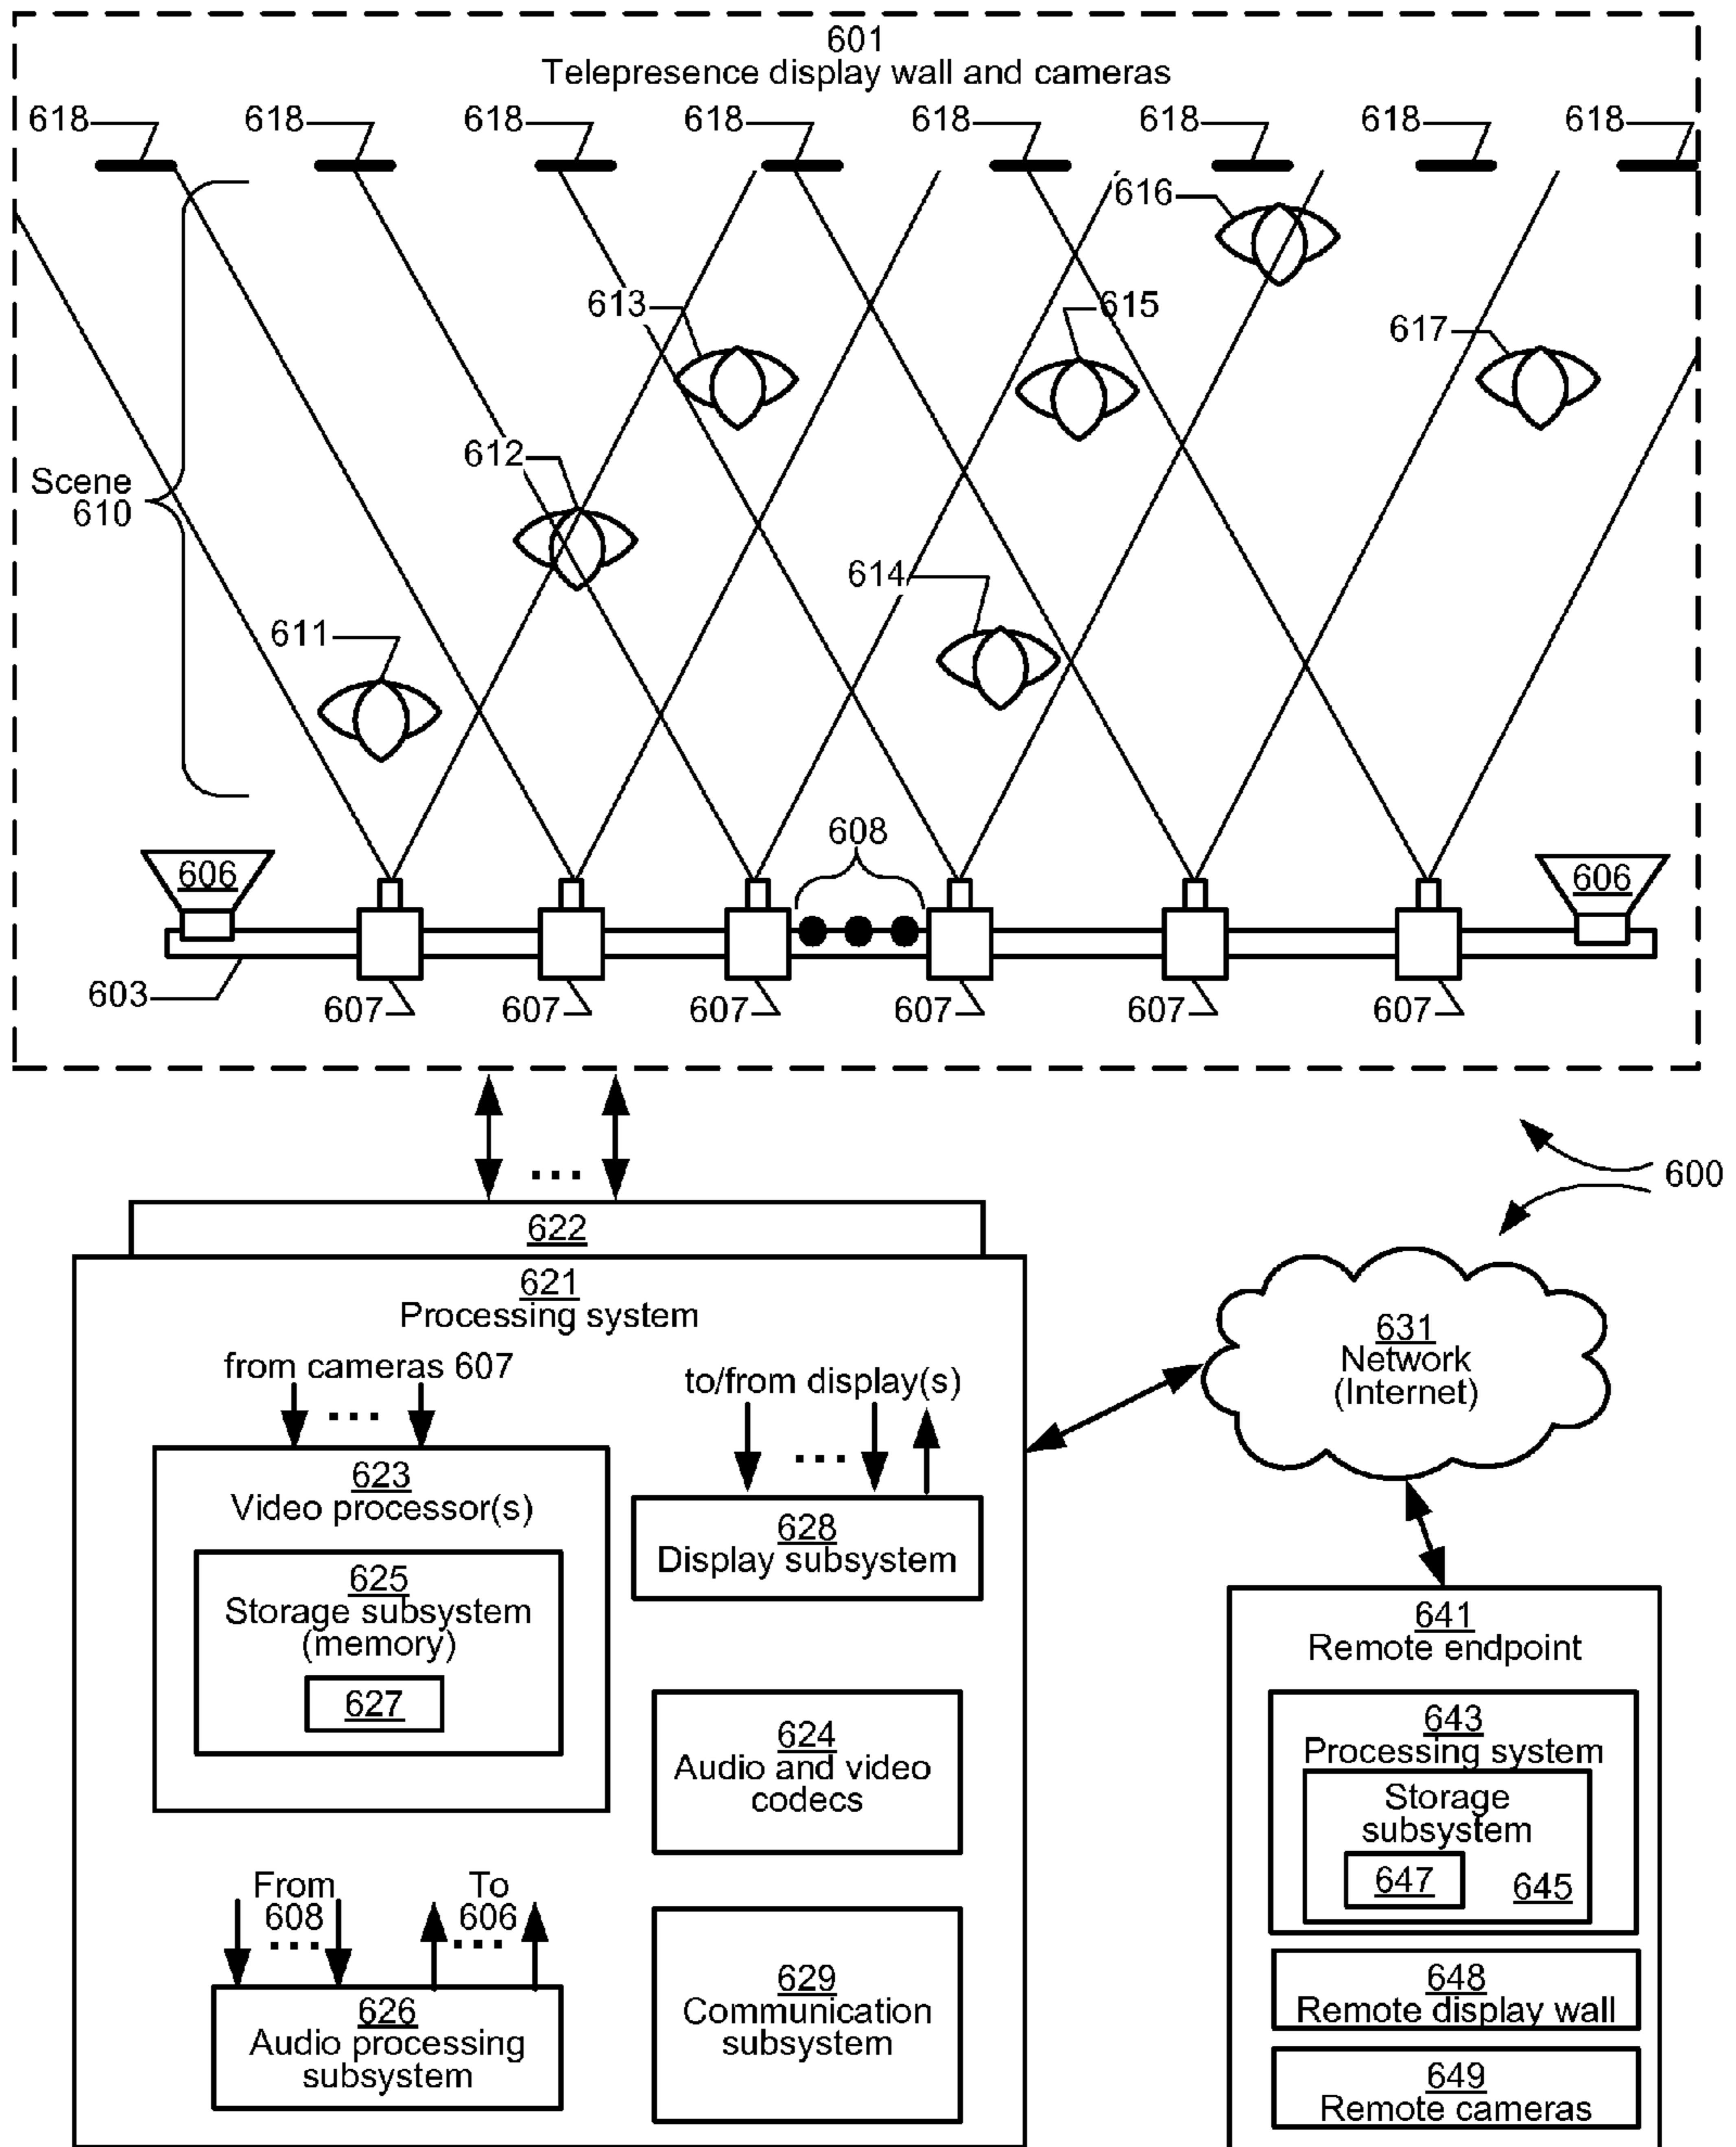 601
Telepresence display wall and cameras
618 618 618 618 618 618 618 618
616
613 615
617
612
Scene
610
614
611
608
606 606
603
607 607 607 607 607 607
...
600
622
621
Processing system
from cameras 607
...
to/from display(s)
...
623
Video processor(s)
625
Storage subsystem
(memory)
627
628
Display subsystem
624
Audio and video
codecs
From
608
...
To
606
...
626
Audio processing
subsystem
629
Communication
subsystem
631
Network
(Internet)
641
Remote endpoint
643
Processing system
Storage
subsystem
647 645
648
Remote display wall
649
Remote cameras